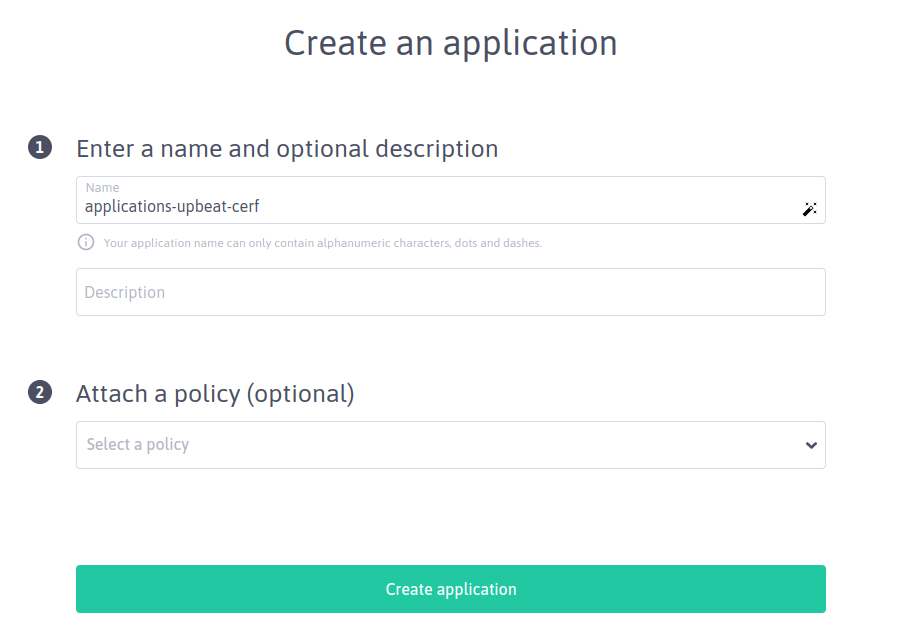 Create an application
1 Enter a name and optional description
Name
applications-upbeat-cerf
Your application name can only contain alphanumeric characters, dots and dashes.
Description
2 Attach a policy (optional)
Select a policy
Create application